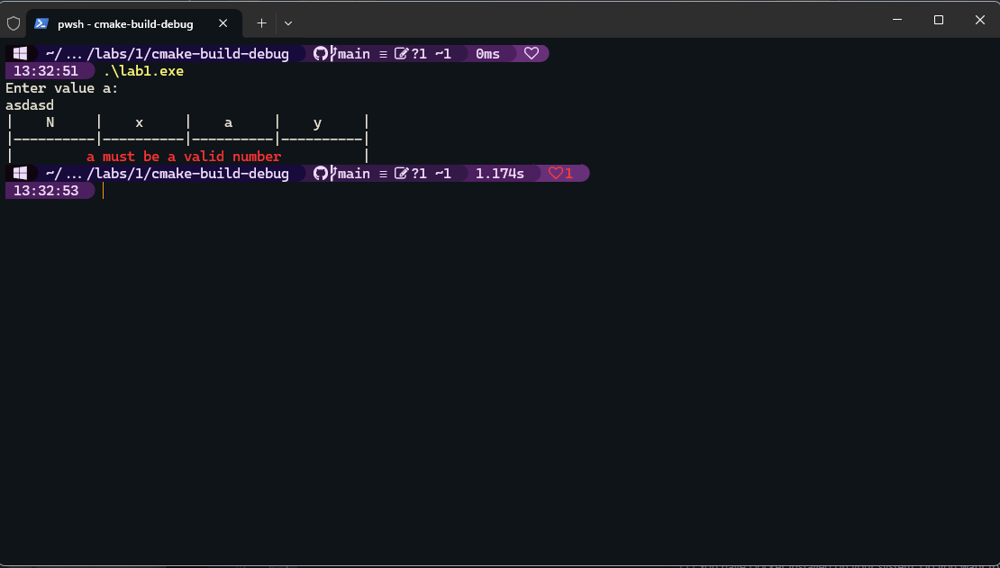 pwsh - cmake-build-debug
~/…/labs/1/cmake-build-debug main ≡ ?1 ~1 0ms
13:32:51 .\lab1.exe
Enter value a:
asdasd
| N | x | a | y |
|----------|----------|----------|----------|
| a must be a valid number |
~/…/labs/1/cmake-build-debug main ≡ ?1 ~1 1.174s 1
13:32:53